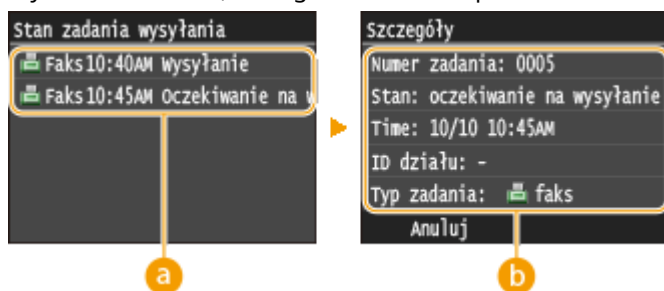 Stan zadania wysyłania
Faks 10:40AM Wysyłanie
Faks 10:45AM Oczekiwanie na
a
Szczegóły
Numer zadania: 0005
Stan: oczekiwanie na wysyłanie
Time: 10/10 10:45AM
ID działu: -
Typ zadania: faks
Anuluj
b